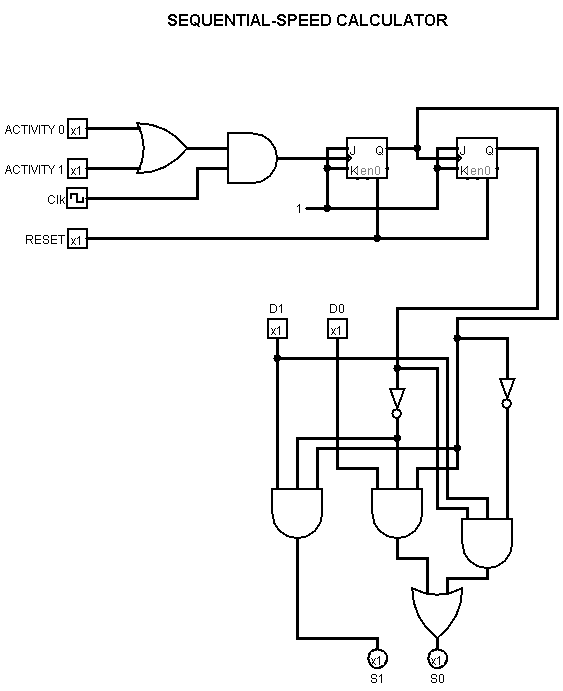 SEQUENTIAL-SPEED CALCULATOR
ACTIVITY 0 x1
ACTIVITY 1 x1
Clk
RESET x1
J Q
K en0
J Q
K en0
1
D1 D0
x1 x1
x1 x1
S1 S0